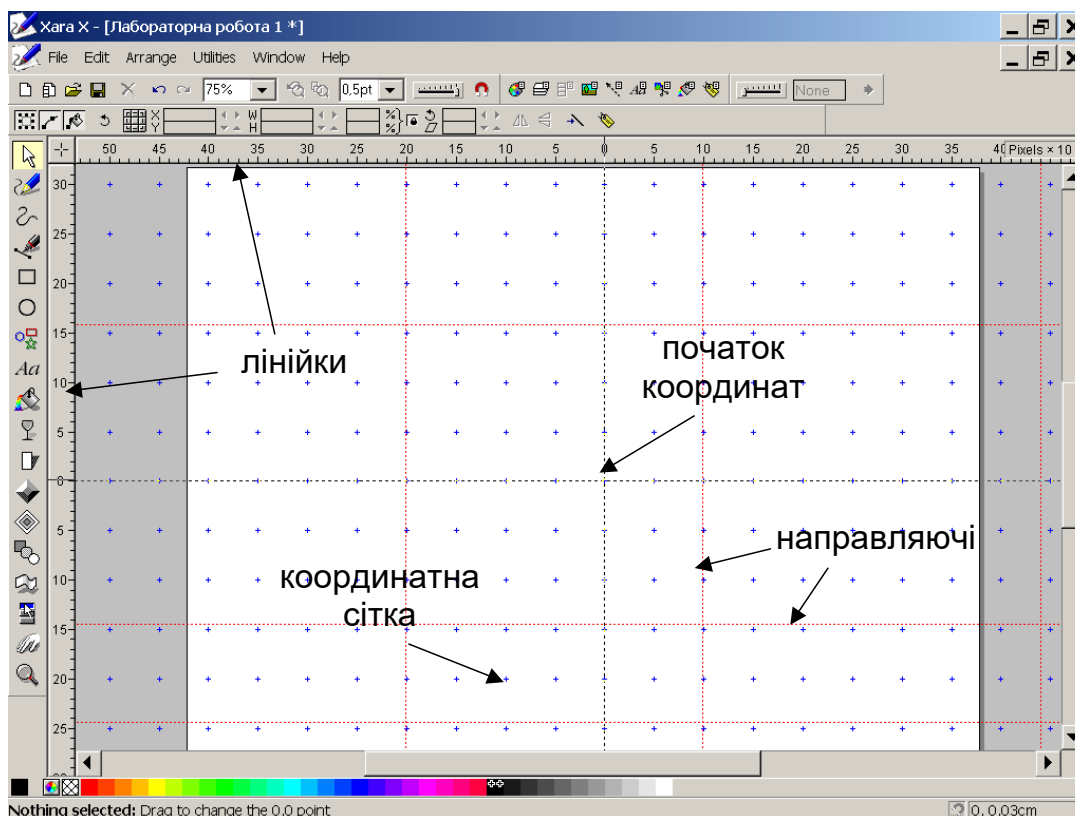 Xara X - [Лабораторна робота 1 *]
File Edit Arrange Utilities Window Help
75% 0,5pt None
X W
Y H
50 45 40 35 30 25 20 15 10 5 0 5 10 15 20 25 30 35 40 Pixels × 10
30
25
20
15
лінійки
початок
координат
10
5
0
5
направляючі
10
координатна
сітка
15
20
25
Nothing selected: Drag to change the 0,0 point
0, 0,03cm